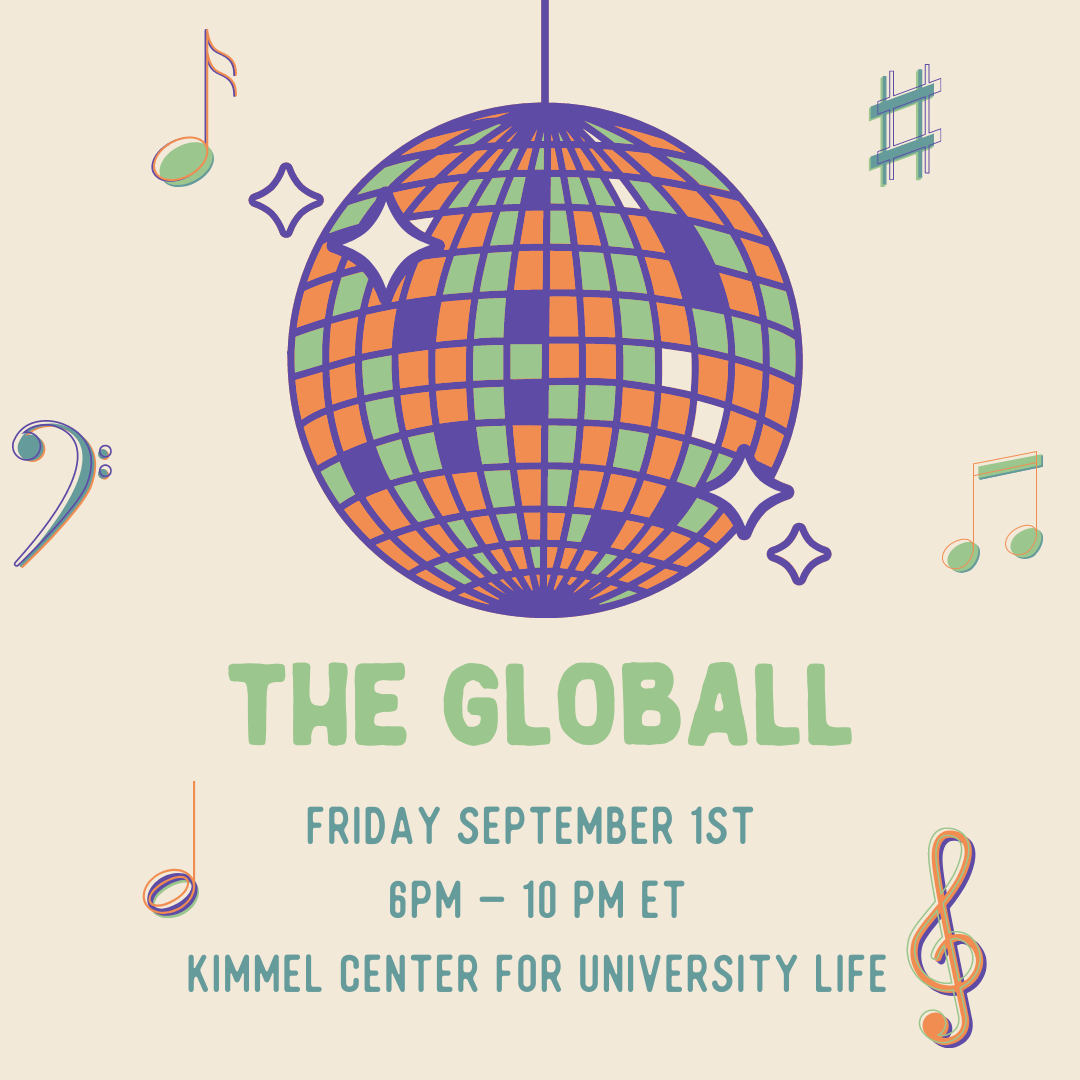 THE GLOBALL
FRIDAY SEPTEMBER 1ST
6PM – 10 PM ET
KIMMEL CENTER FOR UNIVERSITY LIFE